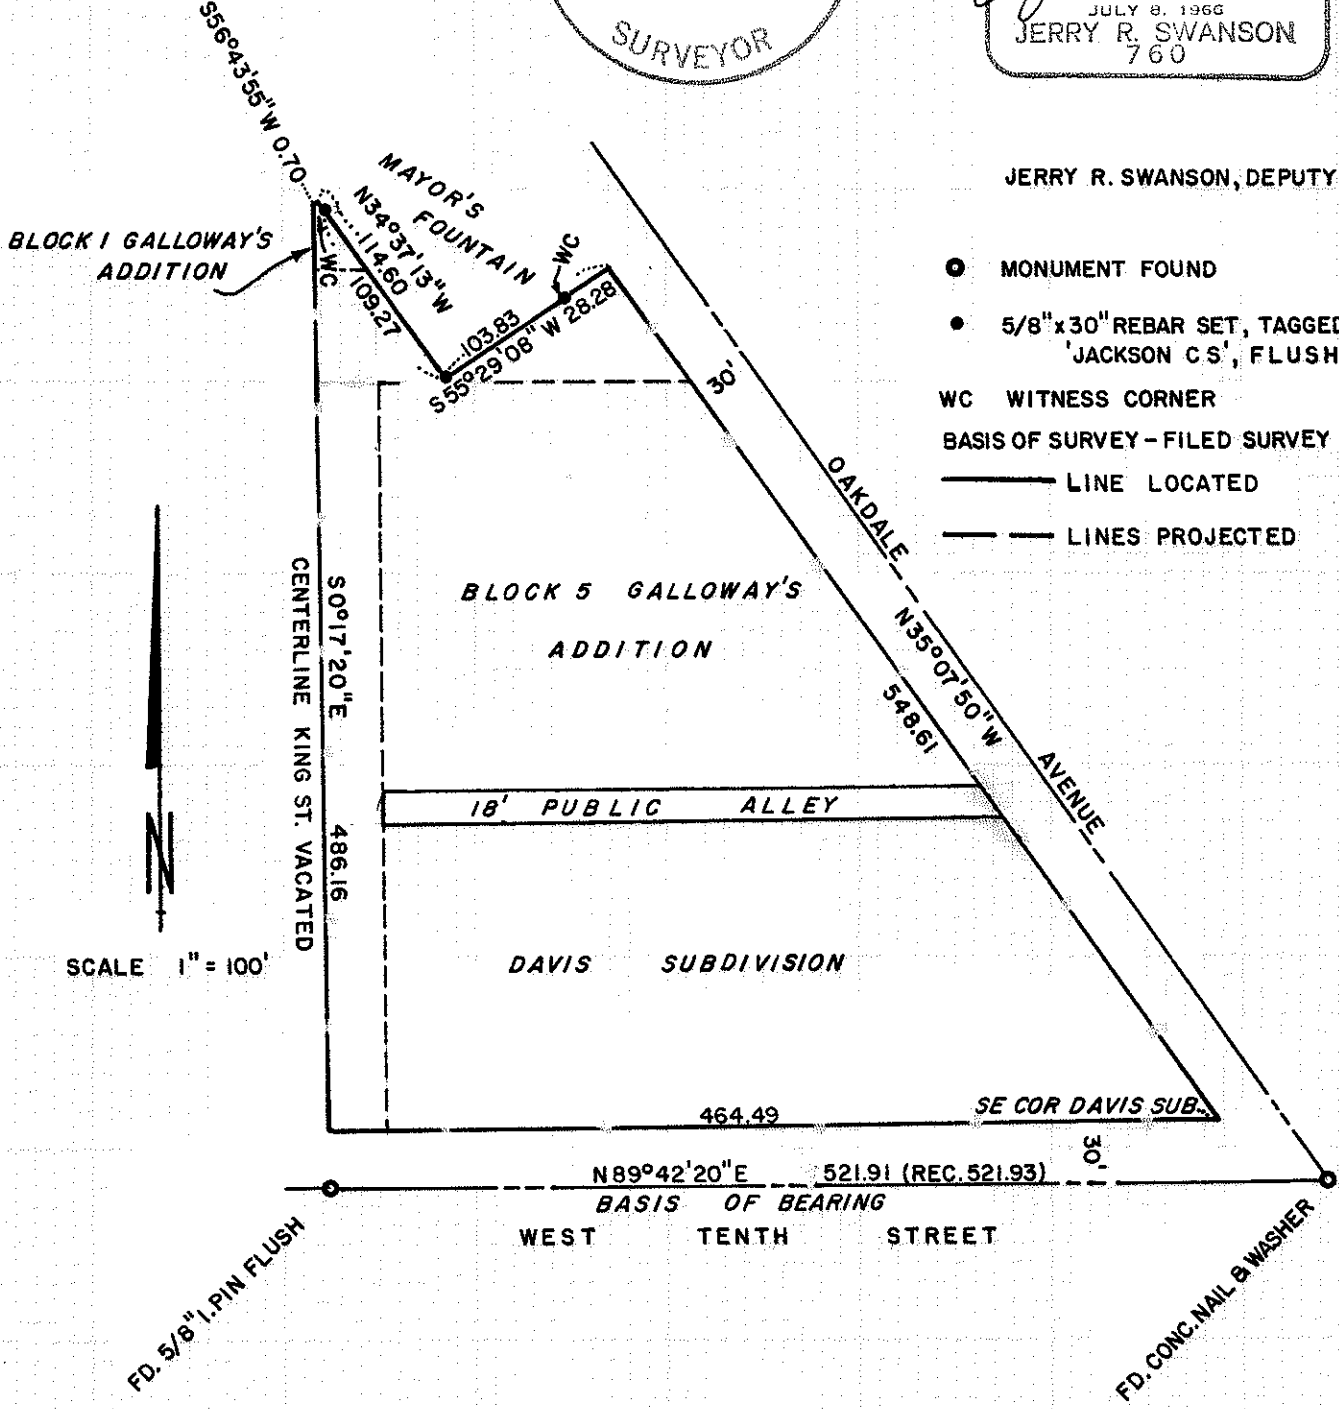 SURVEYOR
JULY 8, 1966
JERRY R. SWANSON
760
JERRY R. SWANSON, DEPUTY
S56°43'55"W 0.70
MAYOR'S
FOUNTAIN
N34°37'13"W
114.60
109.27
WC
WC
BLOCK 1 GALLOWAY'S
ADDITION
103.83
S55°29'08"W 28.28
30'
MONUMENT FOUND
5/8"x30" REBAR SET, TAGGED
'JACKSON CS', FLUSH
WC WITNESS CORNER
BASIS OF SURVEY - FILED SURVEY
LINE LOCATED
LINES PROJECTED
OAKDALE
AVENUE
N35°07'50"W
548.61
BLOCK 5 GALLOWAY'S
ADDITION
S0°17'20"E 486.16
CENTERLINE KING ST. VACATED
18' PUBLIC ALLEY
N
SCALE 1" = 100'
DAVIS SUBDIVISION
464.49
SE COR DAVIS SUB.
30'
N89°42'20"E 521.91 (REC. 521.93)
BASIS OF BEARING
WEST TENTH STREET
FD. 5/8" I.PIN FLUSH
FD. CONC. NAIL & WASHER